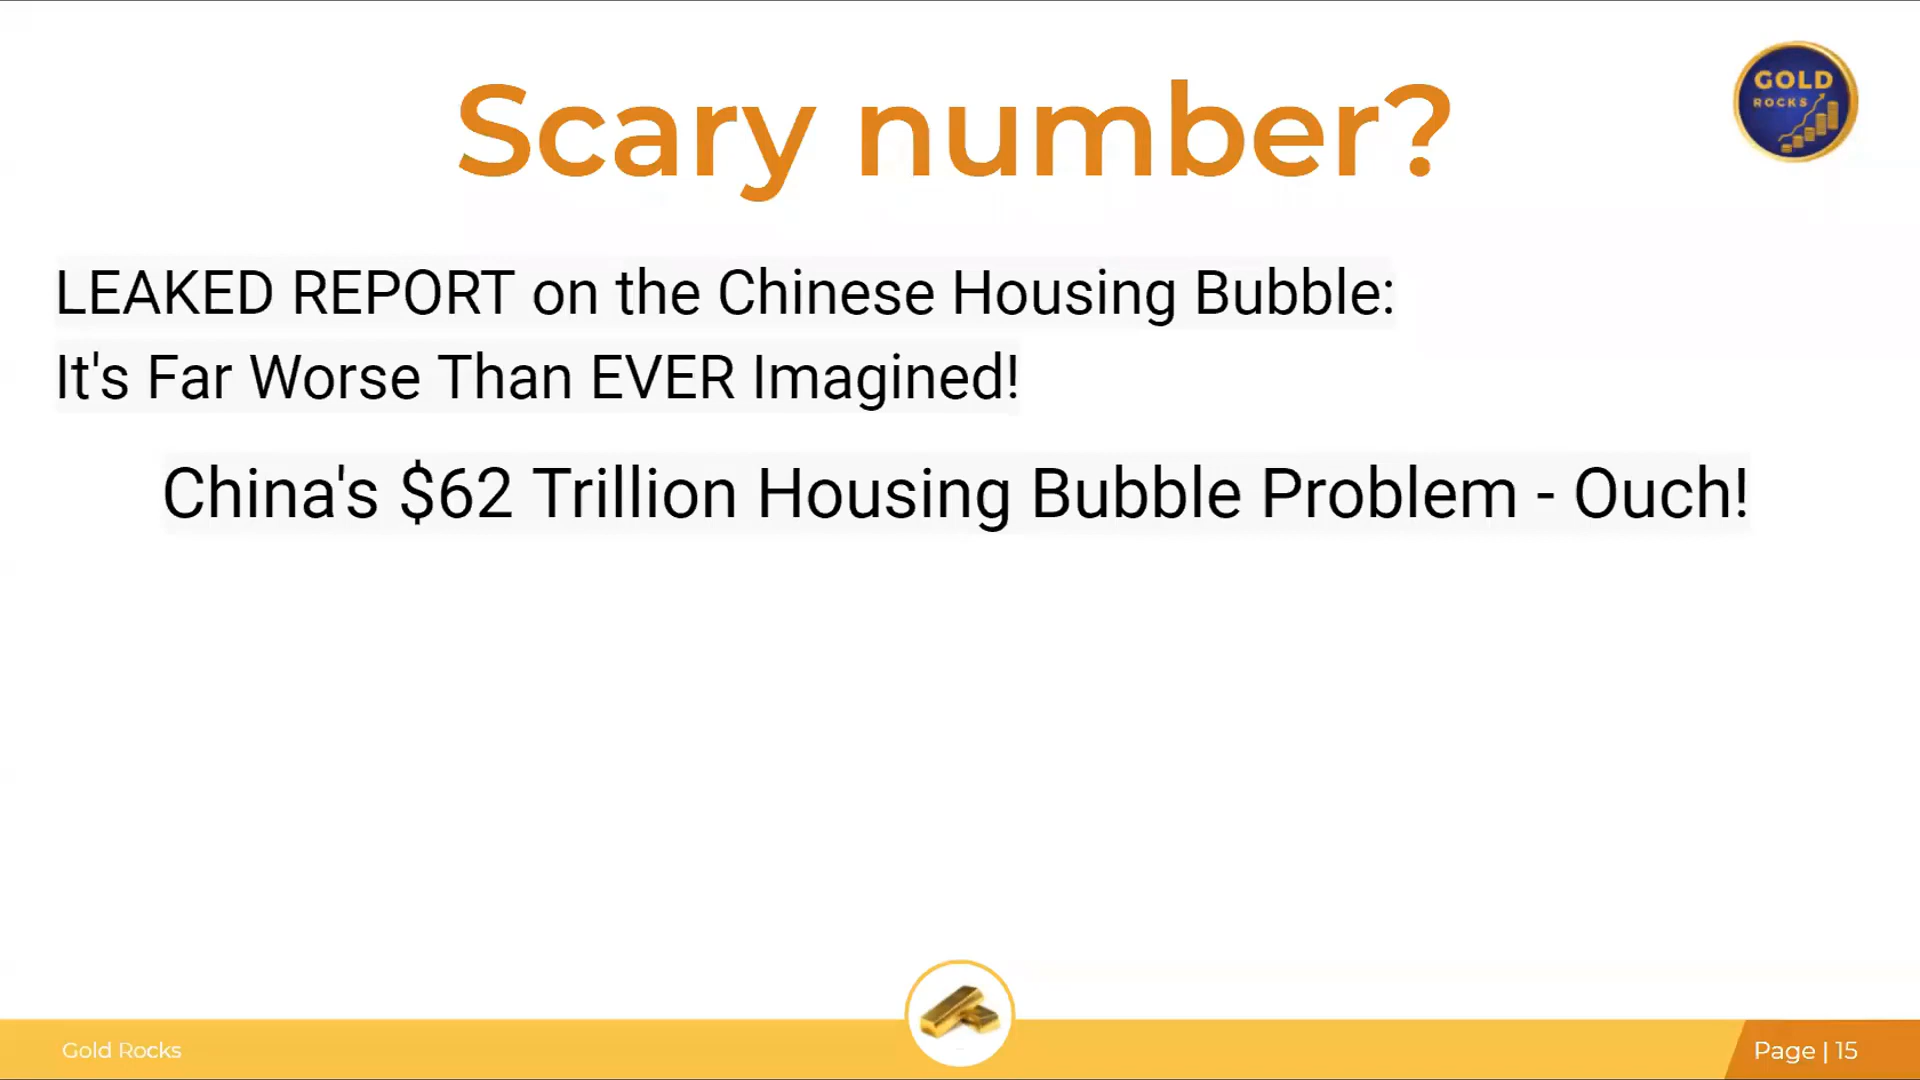 Scary number?
GOLD
ROCKS
LEAKED REPORT on the Chinese Housing Bubble:
It's Far Worse Than EVER Imagined!
China's $62 Trillion Housing Bubble Problem - Ouch!
Gold Rocks
Page | 15